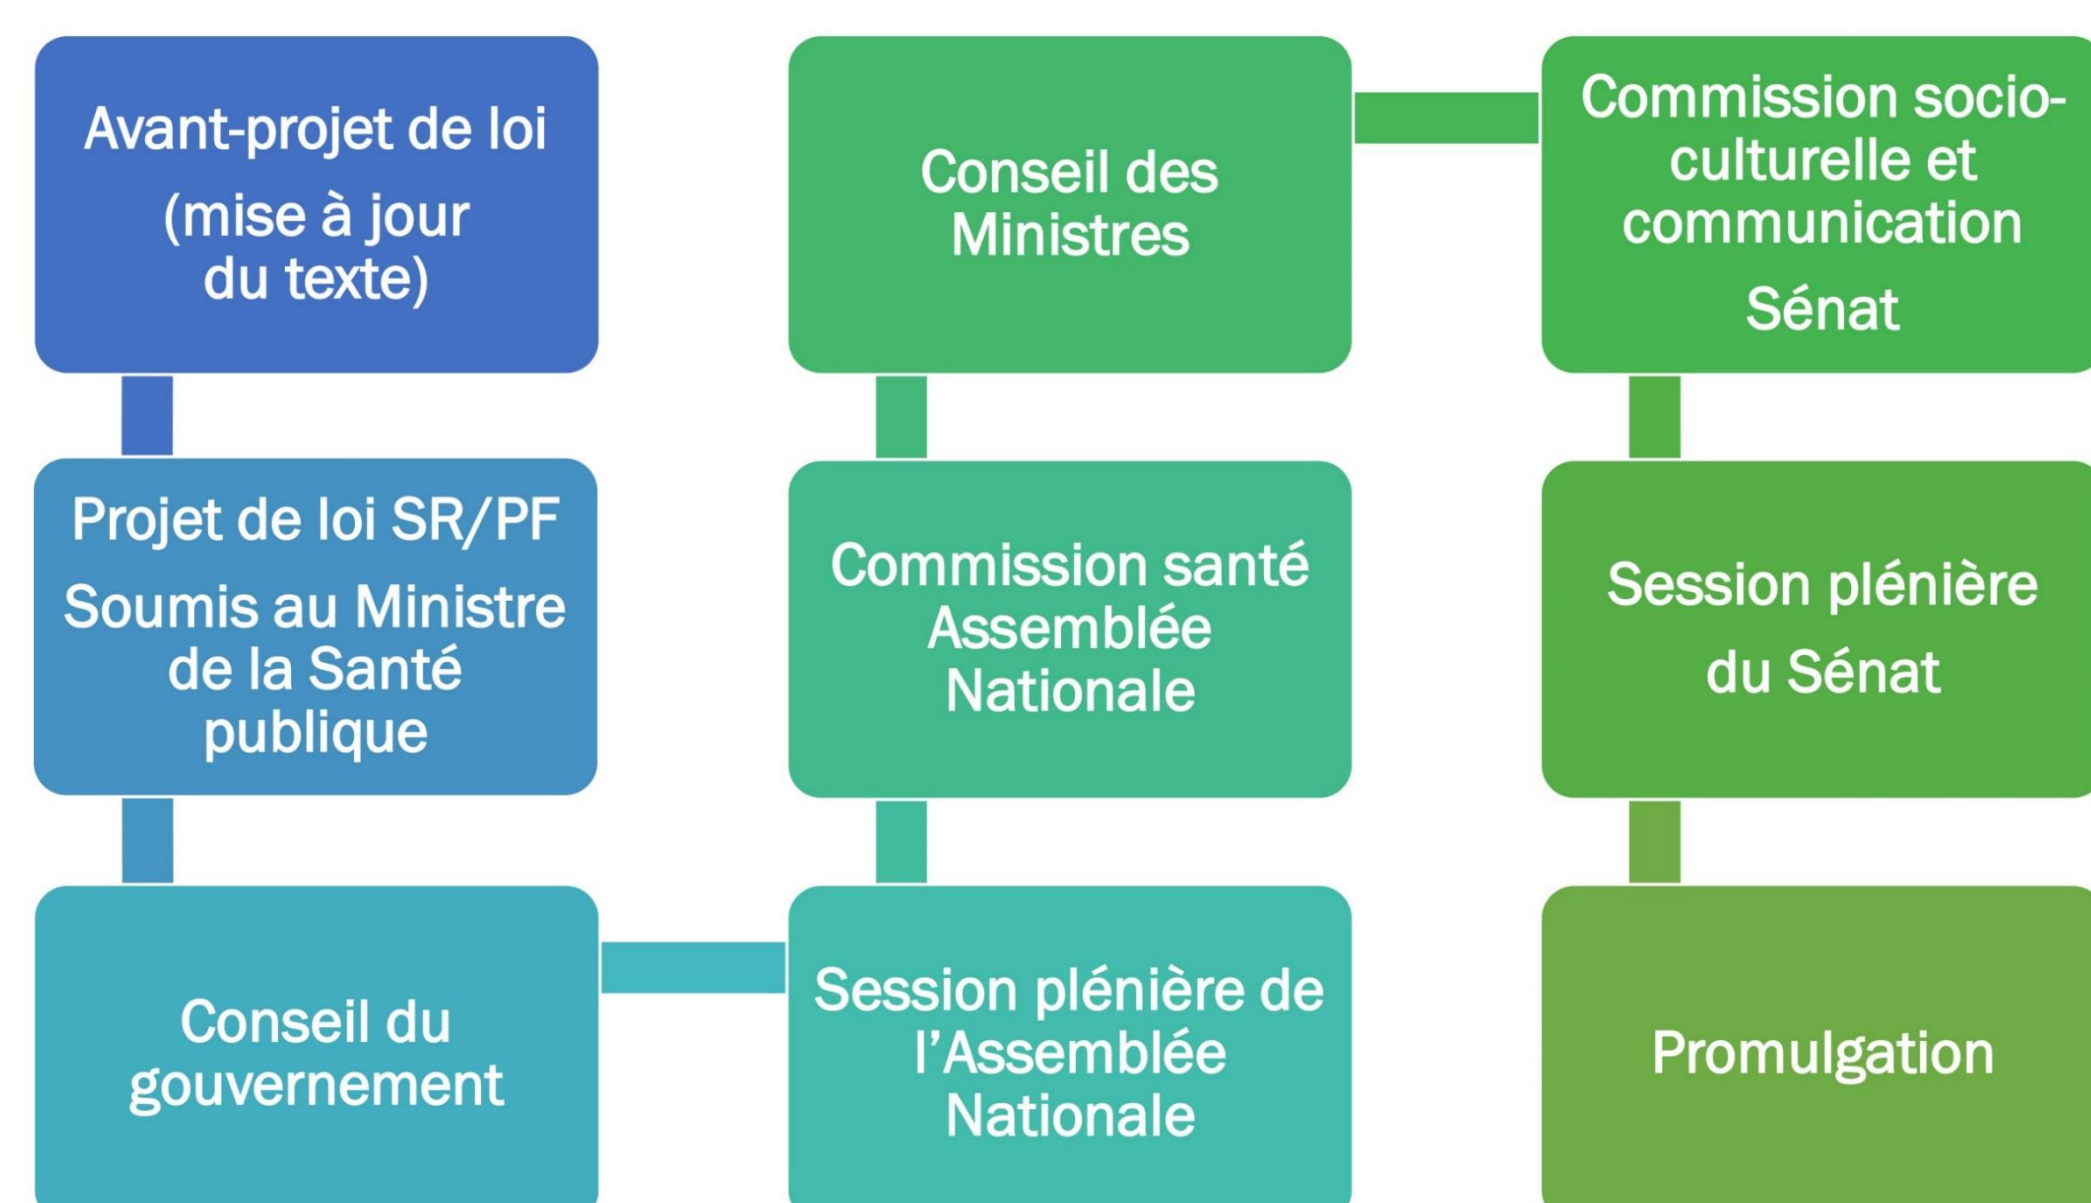 Avant-projet de loi
(mise à jour
du texte)
Projet de loi SR/PF
Soumis au Ministre
de la Santé
publique
Conseil du
gouvernement
Session plénière de
l’Assemblée
Nationale
Commission santé
Assemblée
Nationale
Conseil des
Ministres
Commission socio-
culturelle et
communication
Sénat
Session plénière
du Sénat
Promulgation